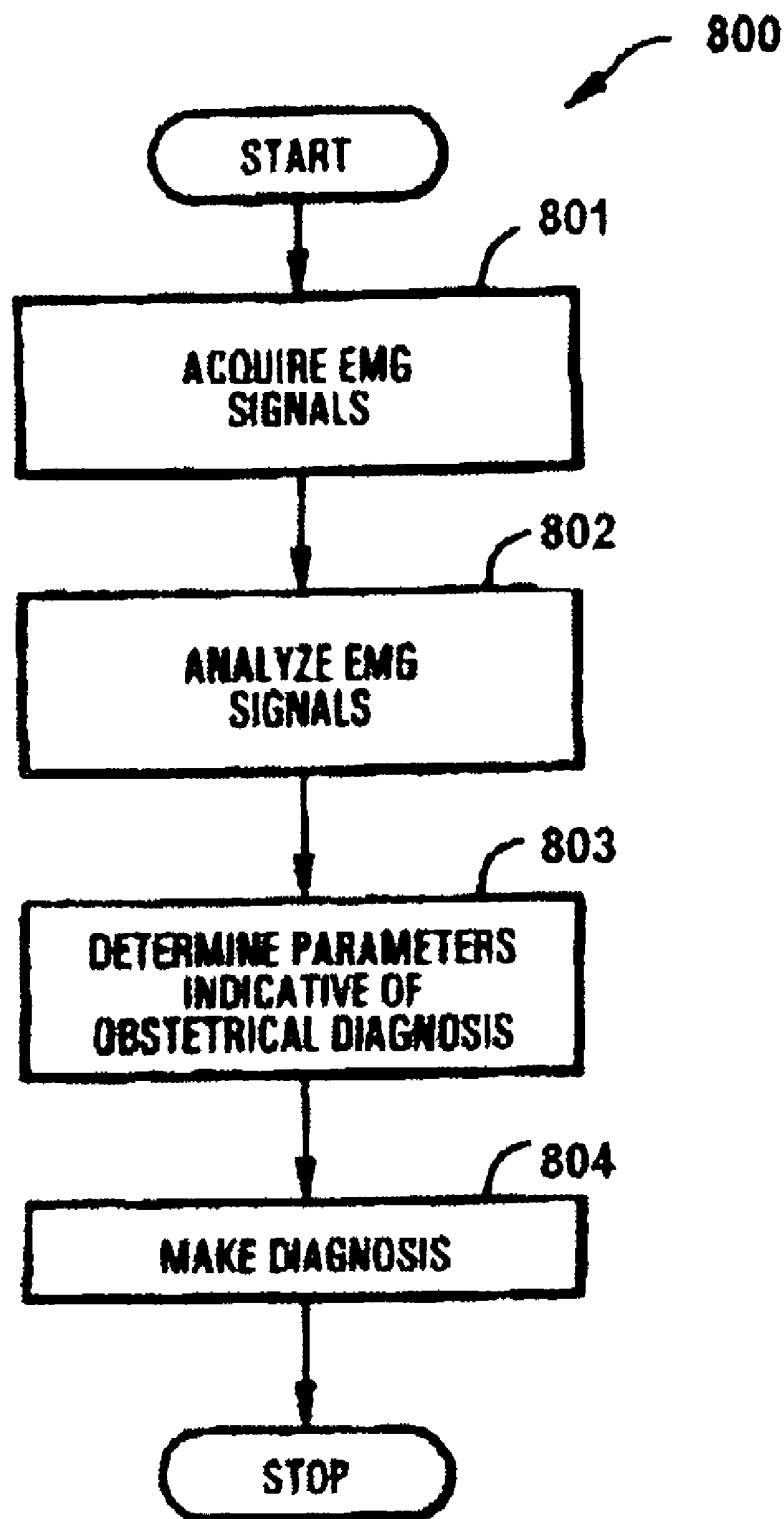 800
START
801
ACQUIRE EMG
SIGNALS
802
ANALYZE EMG
SIGNALS
803
DETERMINE PARAMETERS
INDICATIVE OF
OBSTETRICAL DIAGNOSIS
804
MAKE DIAGNOSIS
STOP